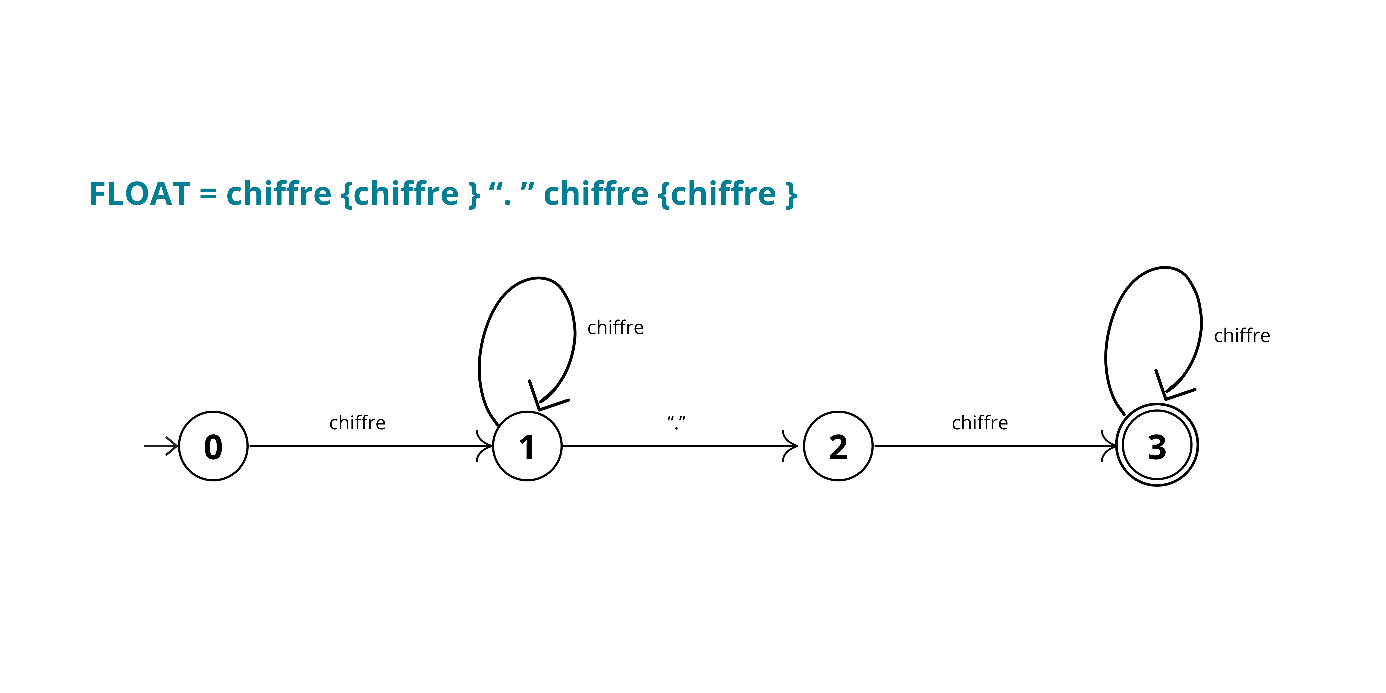 FLOAT = chiffre {chiffre } “. ” chiffre {chiffre }
chiffre
chiffre
chiffre
“.”
chiffre
0
1
2
3